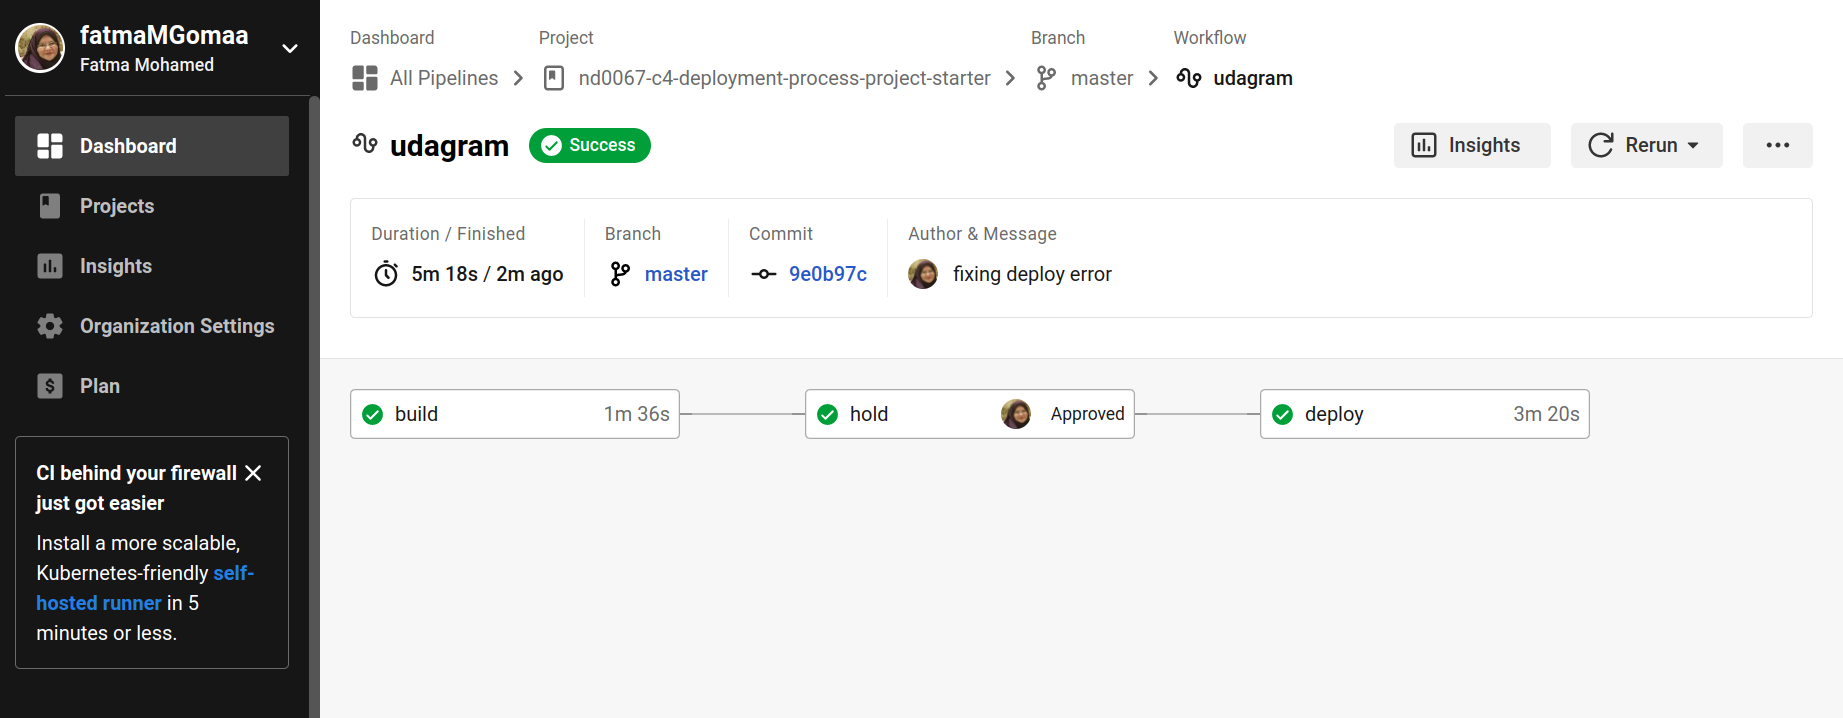 fatmaMGomaa
Fatma Mohamed
Dashboard
Projects
Insights
Organization Settings
Plan
CI behind your firewall
just got easier
Install a more scalable,
Kubernetes-friendly self-
hosted runner in 5
minutes or less.
Dashboard Project Branch Workflow
All Pipelines nd0067-c4-deployment-process-project-starter master udagram
udagram Success Insights Rerun
Duration / Finished Branch Commit Author & Message
5m 18s / 2m ago master 9e0b97c fixing deploy error
build 1m 36s hold Approved deploy 3m 20s